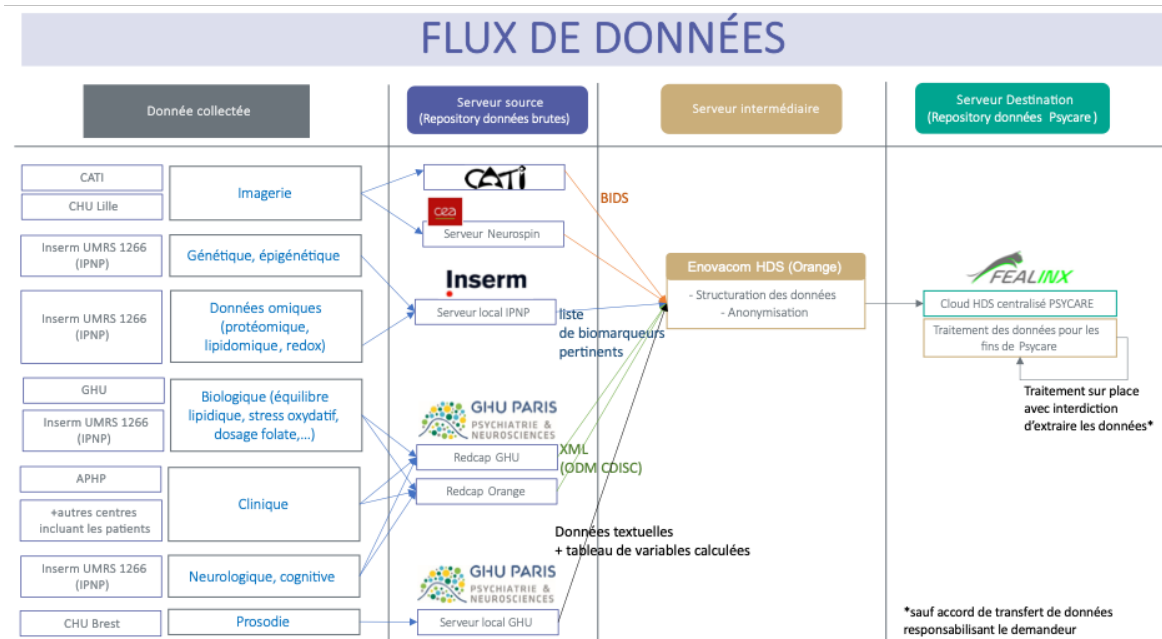 FLUX DE DONNÉES
Donnée collectée
Serveur source
(Repository données brutes)
Serveur intermédiaire
Serveur Destination
(Repository données Psycare)
CATI
CHU Lille
Imagerie
CATI
cea
Serveur Neurospin
BIDS
Inserm UMRS 1266
(IPNP)
Génétique, épigénétique
Inserm UMRS 1266
(IPNP)
Données omiques
(protéomique,
lipidomique, redox)
Inserm
Serveur local IPNP
liste
de biomarqueurs
pertinents
Enovacom HDS (Orange)
- Structuration des données
- Anonymisation
FEALINX
Cloud HDS centralisé PSYCARE
Traitement des données pour les
fins de Psycare
Traitement sur place
avec interdiction
d'extraire les données*
GHU
Inserm UMRS 1266
(IPNP)
Biologique (équilibre
lipidique, stress oxydatif,
dosage folate,...)
GHU PARIS
PSYCHIATRIE &
NEUROSCIENCES
Redcap GHU
Redcap Orange
XML
(ODM CDISC)
APHP
+autres centres
incluant les patients
Clinique
Données textuelles
+ tableau de variables calculées
Inserm UMRS 1266
(IPNP)
Neurologique, cognitive
GHU PARIS
PSYCHIATRIE &
NEUROSCIENCES
Serveur local GHU
CHU Brest
Prosodie
*sauf accord de transfert de données
responsabilisant le demandeur